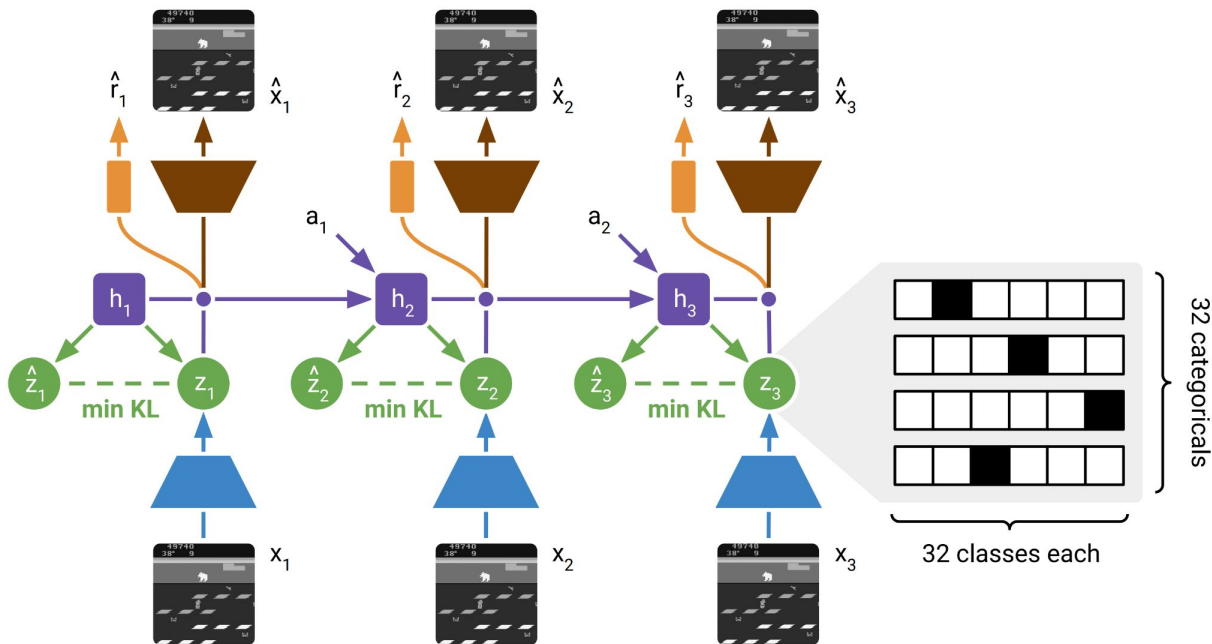 49740
38° 9
49740
38° 9
49740
38° 9
r̂₁
x̂₁
r̂₂
x̂₂
r̂₃
x̂₃
a₁
a₂
h₁
h₂
h₃
ẑ₁
z₁
ẑ₂
z₂
ẑ₃
z₃
min KL
min KL
min KL
32 categoricals
32 classes each
x₁
x₂
x₃
49740
38° 9
49740
38° 9
49740
38° 9